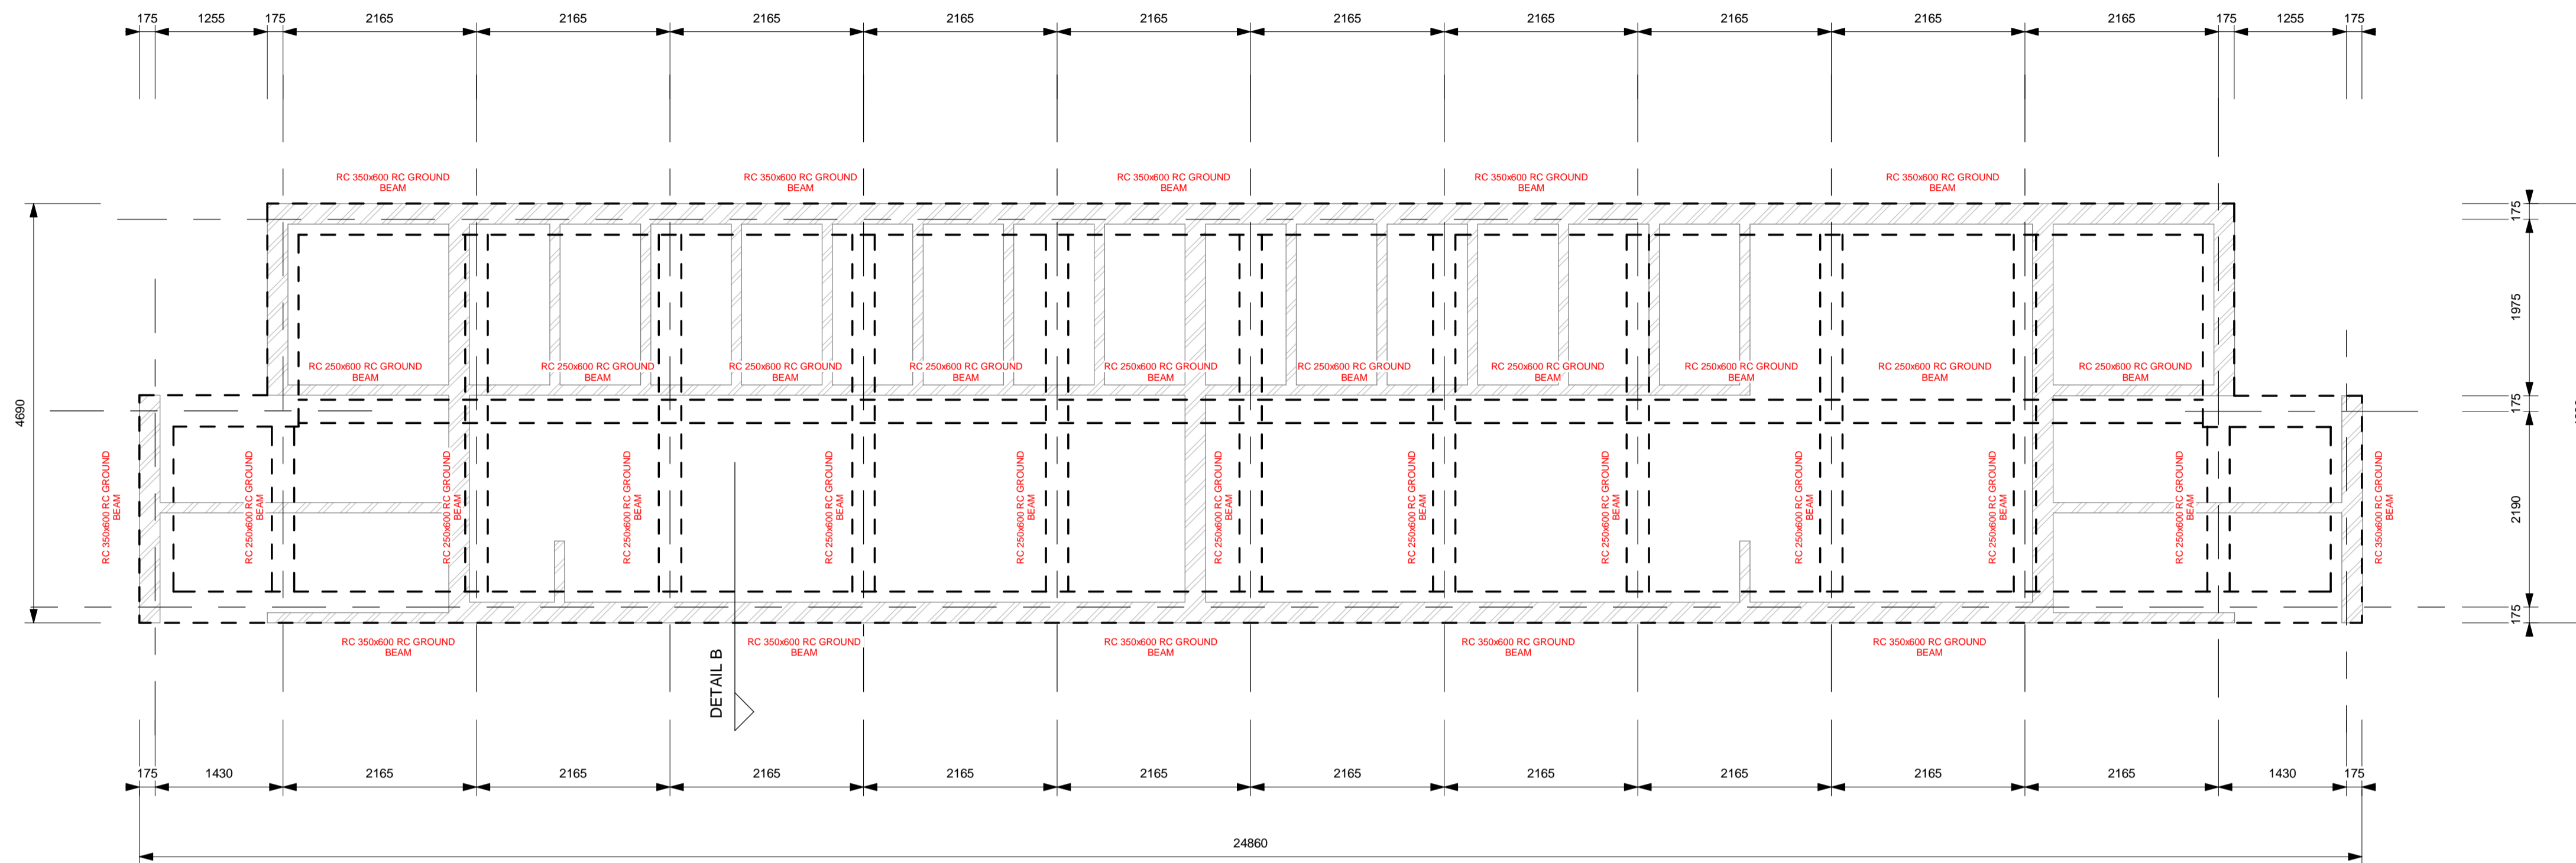 175 1255 175 2165 2165 2165 2165 2165 2165 2165 2165 2165 2165 175 1255 175
RC 350x600 RC GROUND
BEAM
RC 350x600 RC GROUND
BEAM
RC 350x600 RC GROUND
BEAM
RC 350x600 RC GROUND
BEAM
RC 350x600 RC GROUND
BEAM
175
1975
4690
RC 250x600 RC GROUND
BEAM
RC 250x600 RC GROUND
BEAM
RC 250x600 RC GROUND
BEAM
RC 250x600 RC GROUND
BEAM
RC 250x600 RC GROUND
BEAM
RC 250x600 RC GROUND
BEAM
RC 250x600 RC GROUND
BEAM
RC 250x600 RC GROUND
BEAM
RC 250x600 RC GROUND
BEAM
RC 250x600 RC GROUND
BEAM
175
RC 350x600 RC GROUND
BEAM
RC 250x600 RC GROUND
BEAM
RC 250x600 RC GROUND
BEAM
RC 250x600 RC GROUND
BEAM
RC 250x600 RC GROUND
BEAM
RC 250x600 RC GROUND
BEAM
RC 250x600 RC GROUND
BEAM
RC 250x600 RC GROUND
BEAM
RC 250x600 RC GROUND
BEAM
RC 250x600 RC GROUND
BEAM
RC 250x600 RC GROUND
BEAM
RC 250x600 RC GROUND
BEAM
RC 350x600 RC GROUND
BEAM
2190
175
RC 350x600 RC GROUND
BEAM
RC 350x600 RC GROUND
BEAM
RC 350x600 RC GROUND
BEAM
RC 350x600 RC GROUND
BEAM
RC 350x600 RC GROUND
BEAM
DETAIL B
175 1430 2165 2165 2165 2165 2165 2165 2165 2165 2165 2165 1430 175
24860